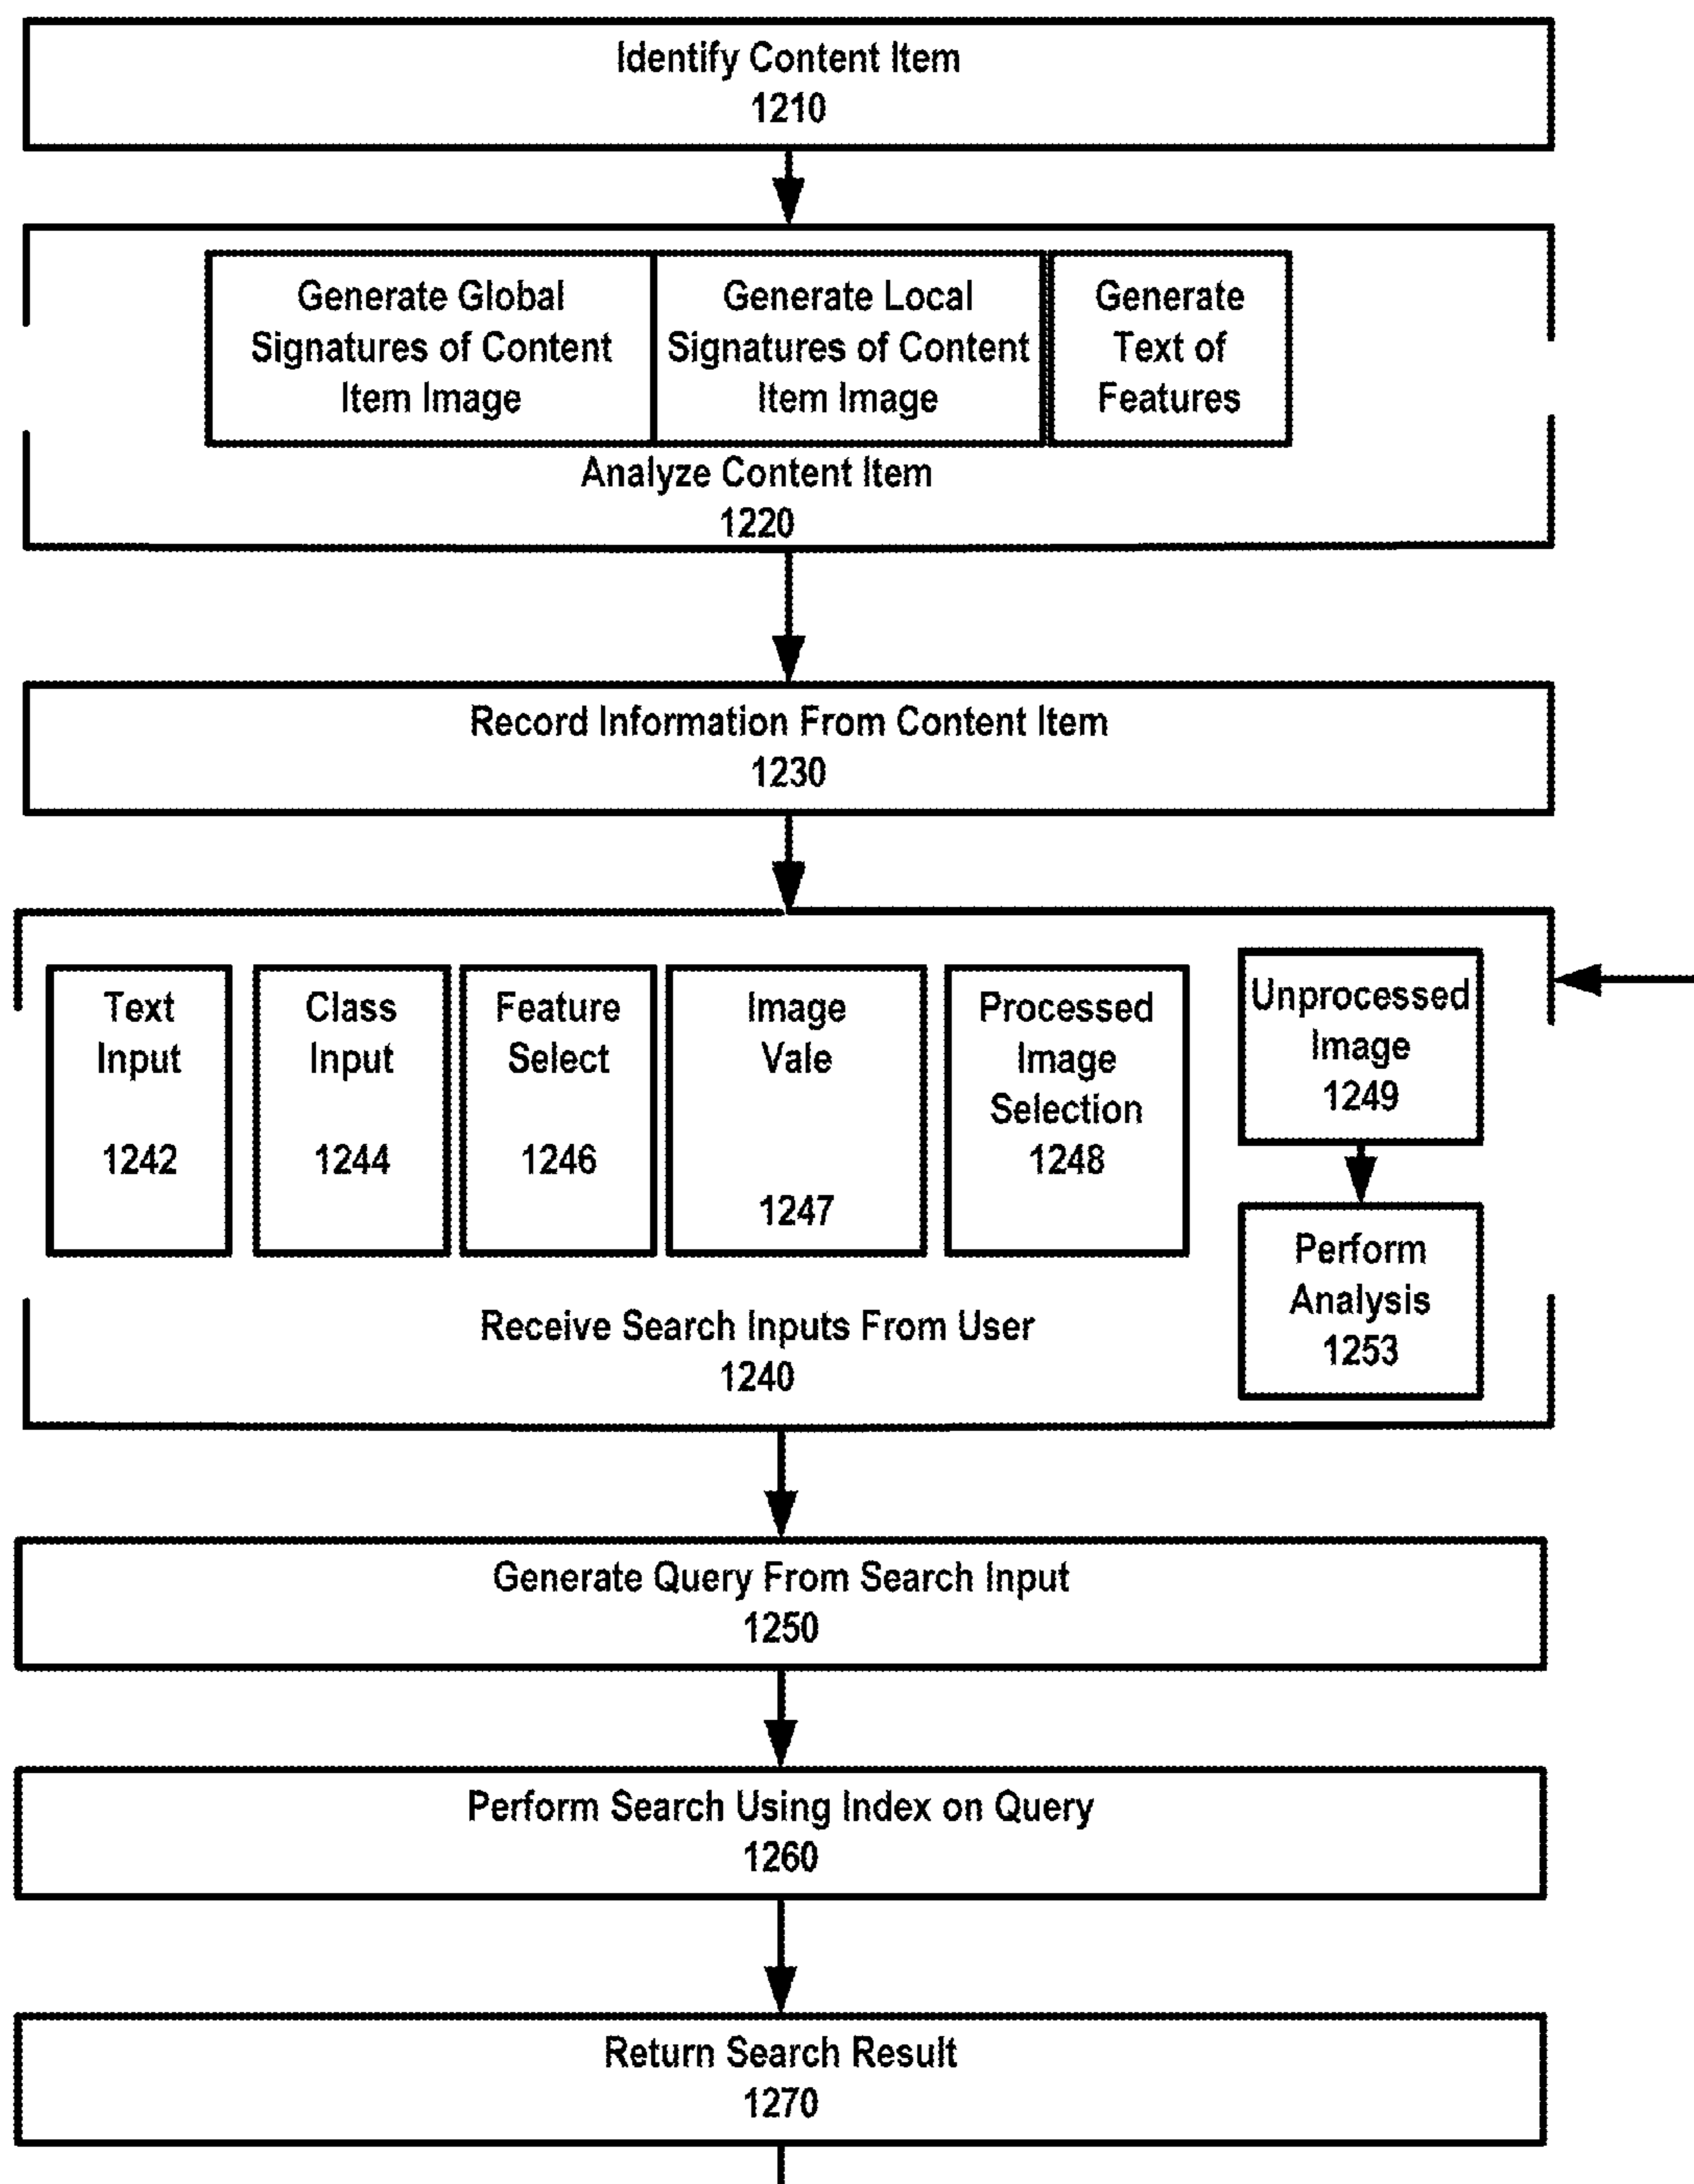 Identify Content Item
1210
Generate Global
Signatures of Content
Item Image
Generate Local
Signatures of Content
Item Image
Generate
Text of
Features
Analyze Content Item
1220
Record Information From Content Item
1230
Text
Input
1242
Class
Input
1244
Feature
Select
1246
Image
Vale
1247
Processed
Image
Selection
1248
Unprocessed
Image
1249
Perform
Analysis
1253
Receive Search Inputs From User
1240
Generate Query From Search Input
1250
Perform Search Using Index on Query
1260
Return Search Result
1270